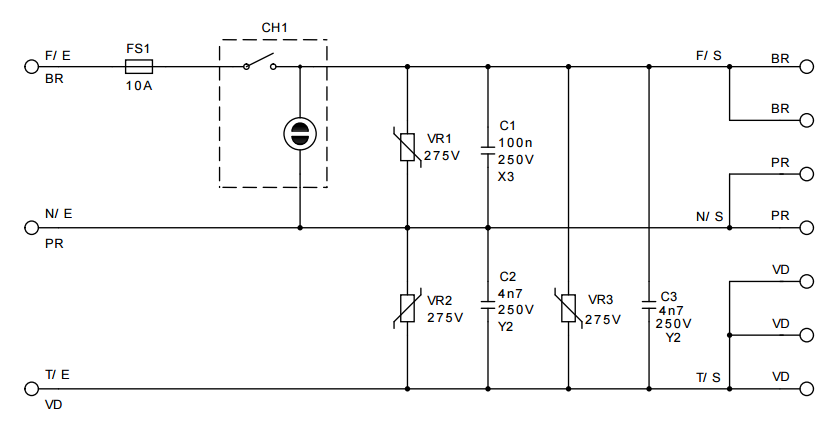 CH1
F/ E
FS1
F/ S
BR
BR
10A
BR
C1
VR1
100n
275V
250V
X3
PR
N/ E
N/ S
PR
PR
VD
C2
4n7
250V
Y2
VR2
275V
VR3
275V
C3
4n7
250V
Y2
VD
T/ E
T/ S
VD
VD